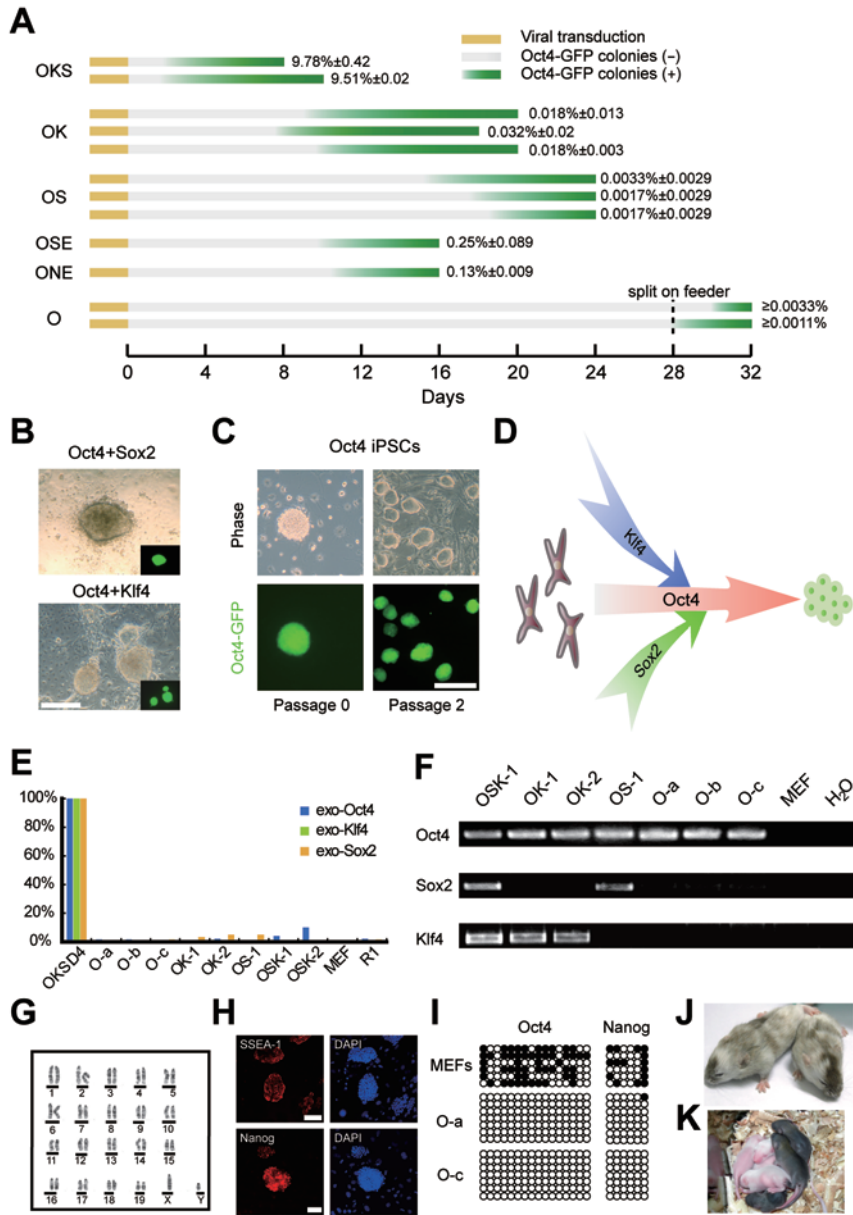 A
Viral transduction
Oct4-GFP colonies (−)
Oct4-GFP colonies (+)
OKS
9.78%±0.42
9.51%±0.02
OK
0.018%±0.013
0.032%±0.02
0.018%±0.003
OS
0.0033%±0.0029
0.0017%±0.0029
0.0017%±0.0029
OSE
0.25%±0.089
ONE
0.13%±0.009
split on feeder
O
≥0.0033%
≥0.0011%
0 4 8 12 16 20 24 28 32
Days
B
Oct4+Sox2
Oct4+Klf4
C
Oct4 iPSCs
Phase
Oct4-GFP
Passage 0 Passage 2
D
Klf4
Oct4
Sox2
E
100%
80%
60%
40%
20%
0%
exo-Oct4
exo-Klf4
exo-Sox2
OKSD4 O-a O-b O-c OK-1 OK-2 OS-1 OSK-1 OSK-2 MEF R1
F
OSK-1 OK-1 OK-2 OS-1 O-a O-b O-c MEF H₂O
Oct4
Sox2
Klf4
G
1 2 3 4 5
6 7 8 9 10
11 12 13 14 15
16 17 18 19 X Y
H
SSEA-1 DAPI
Nanog DAPI
I
Oct4 Nanog
MEFs
O-a
O-c
J
K